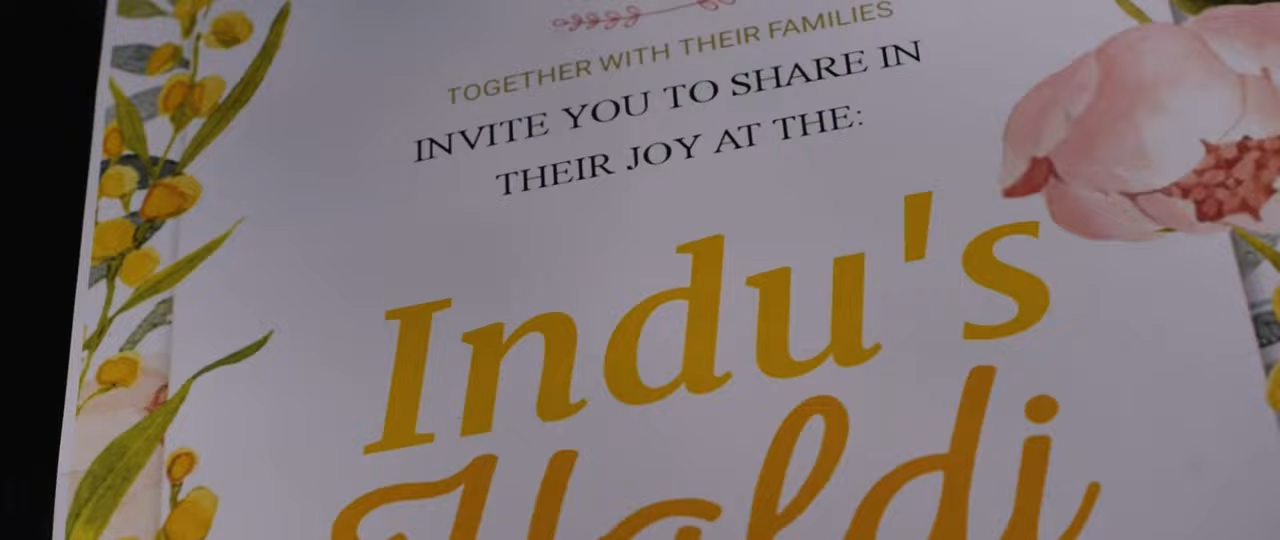 TOGETHER WITH THEIR FAMILIES
INVITE YOU TO SHARE IN
THEIR JOY AT THE:
Indu's
Haldi